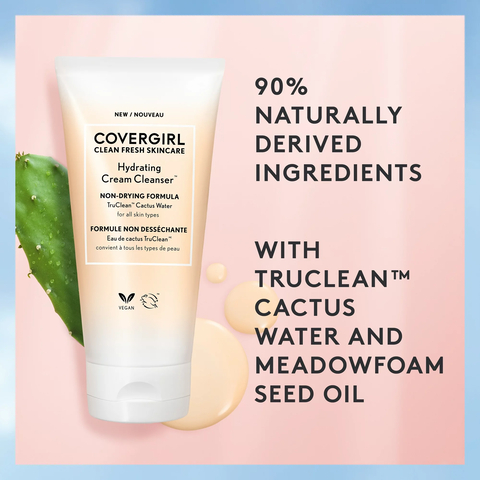 NEW / NOUVEAU
COVERGIRL
CLEAN FRESH SKINCARE
Hydrating
Cream Cleanser™
NON-DRYING FORMULA
TruClean™ Cactus Water
for all skin types
FORMULE NON DESSÉCHANTE
Eau de cactus TruClean™
convient à tous les types de peau
VEGAN
90%
NATURALLY
DERIVED
INGREDIENTS
WITH
TRUCLEAN™
CACTUS
WATER AND
MEADOWFOAM
SEED OIL